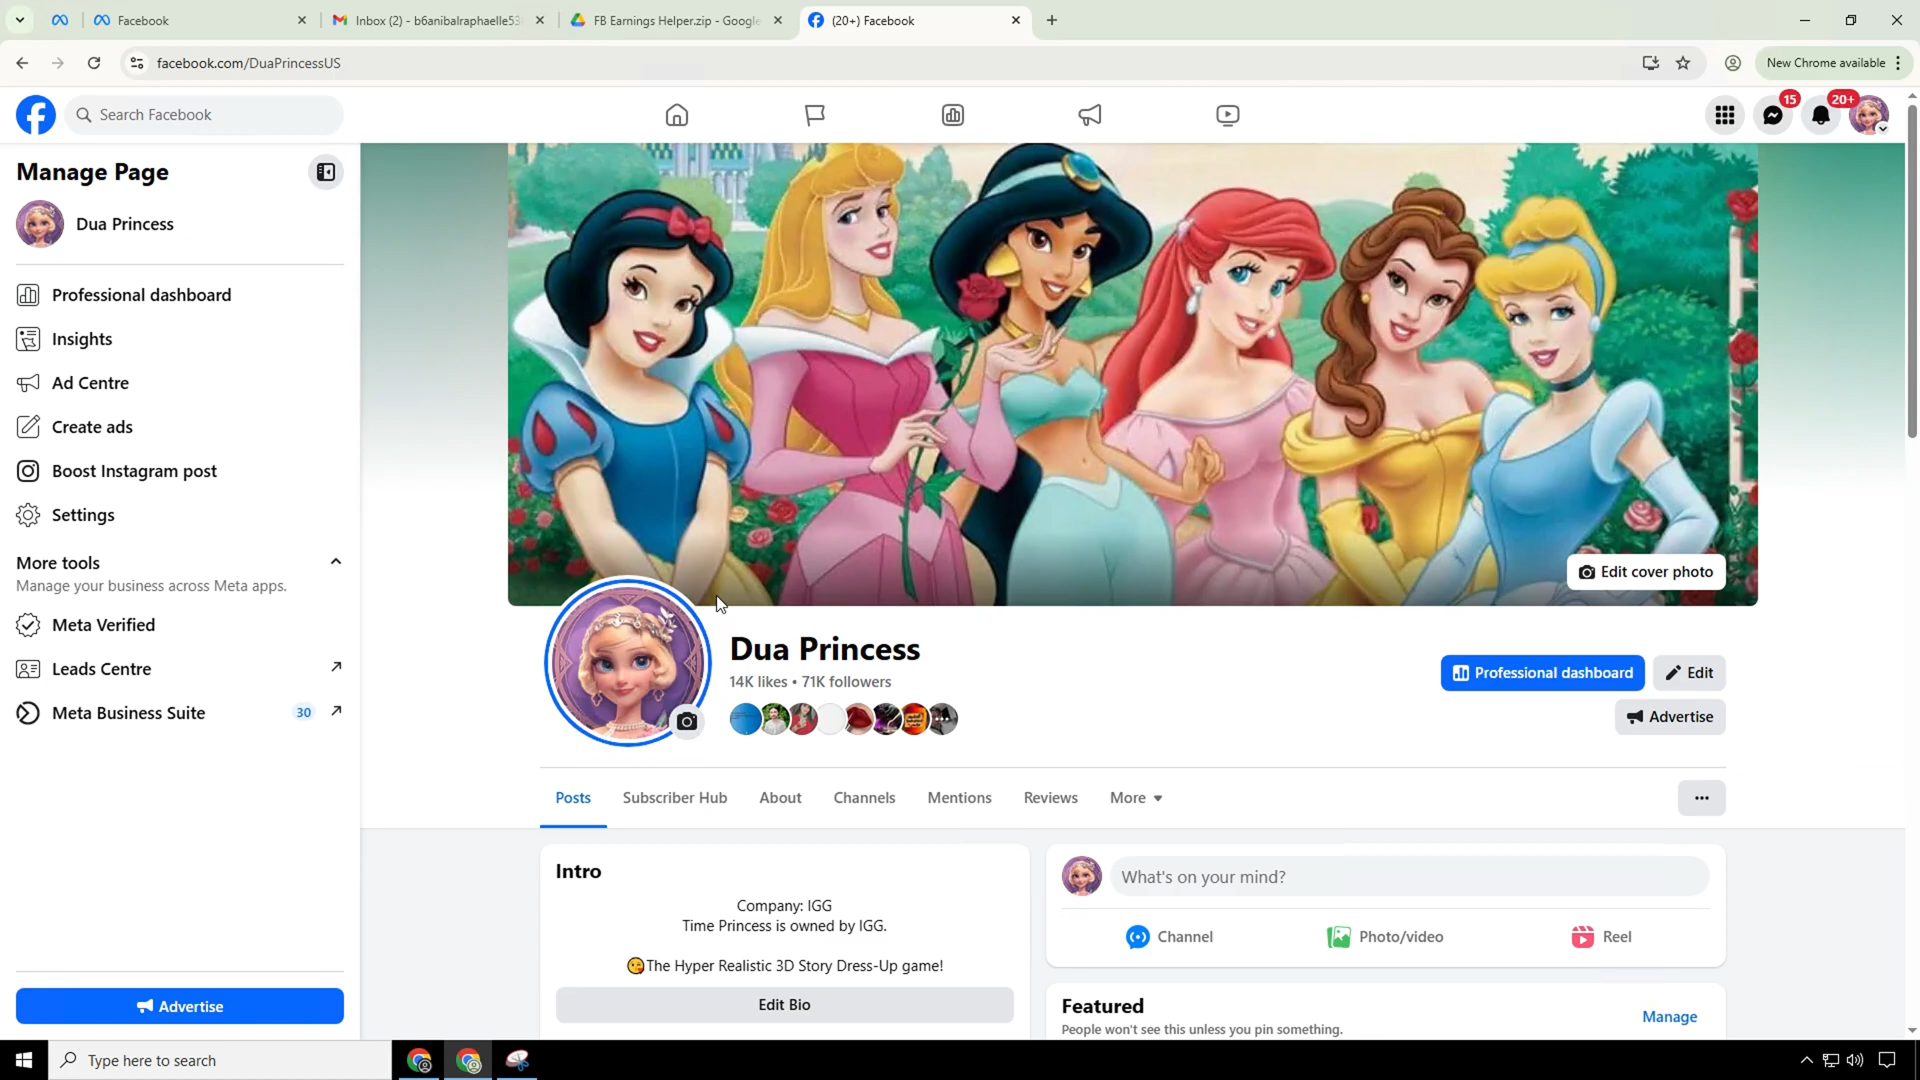 Facebook
Inbox (2) - b6anibalraphaelle53
FB Earnings Helper.zip - Google
(20+) Facebook
facebook.com/DuaPrincessUS
New Chrome available
Search Facebook
15
20+
Manage Page
Dua Princess
Professional dashboard
Insights
Ad Centre
Create ads
Boost Instagram post
Settings
More tools
Manage your business across Meta apps.
Meta Verified
Leads Centre
Meta Business Suite
30
Advertise
Edit cover photo
Dua Princess
14K likes • 71K followers
Professional dashboard
Edit
Advertise
Posts
Subscriber Hub
About
Channels
Mentions
Reviews
More
Intro
Company: IGG
Time Princess is owned by IGG.
😘The Hyper Realistic 3D Story Dress-Up game!
Edit Bio
What's on your mind?
Channel
Photo/video
Reel
Featured
People won't see this unless you pin something.
Manage
Type here to search